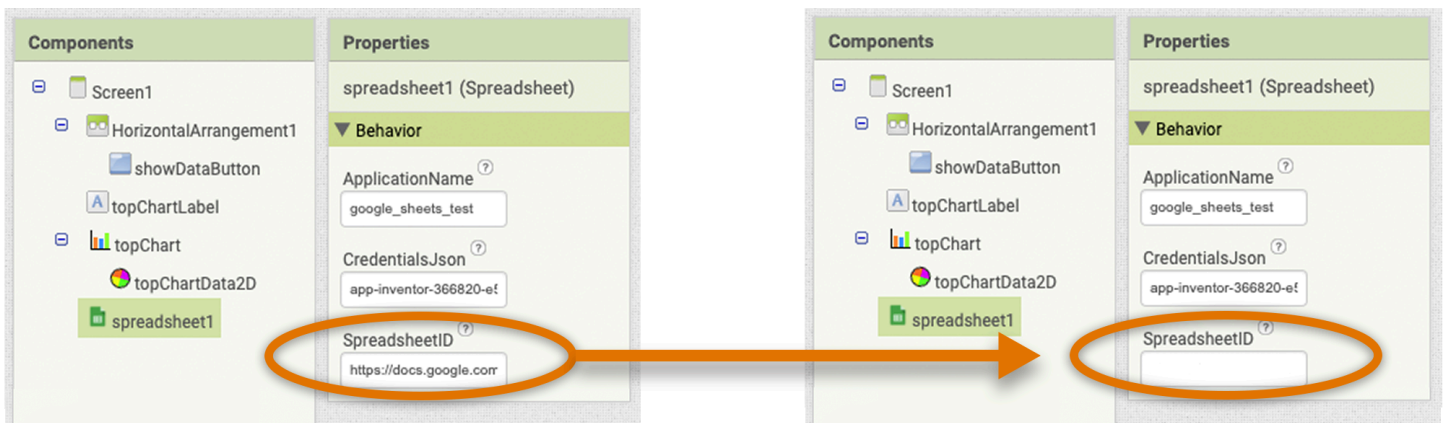 Components
Screen1
HorizontalArrangement1
showDataButton
A topChartLabel
topChart
topChartData2D
spreadsheet1
Properties
spreadsheet1 (Spreadsheet)
Behavior
ApplicationName ?
google_sheets_test
CredentialsJson ?
app-inventor-366820-e5
SpreadsheetID ?
https://docs.google.com
Components
Screen1
HorizontalArrangement1
showDataButton
A topChartLabel
topChart
topChartData2D
spreadsheet1
Properties
spreadsheet1 (Spreadsheet)
Behavior
ApplicationName ?
google_sheets_test
CredentialsJson ?
app-inventor-366820-e5
SpreadsheetID ?